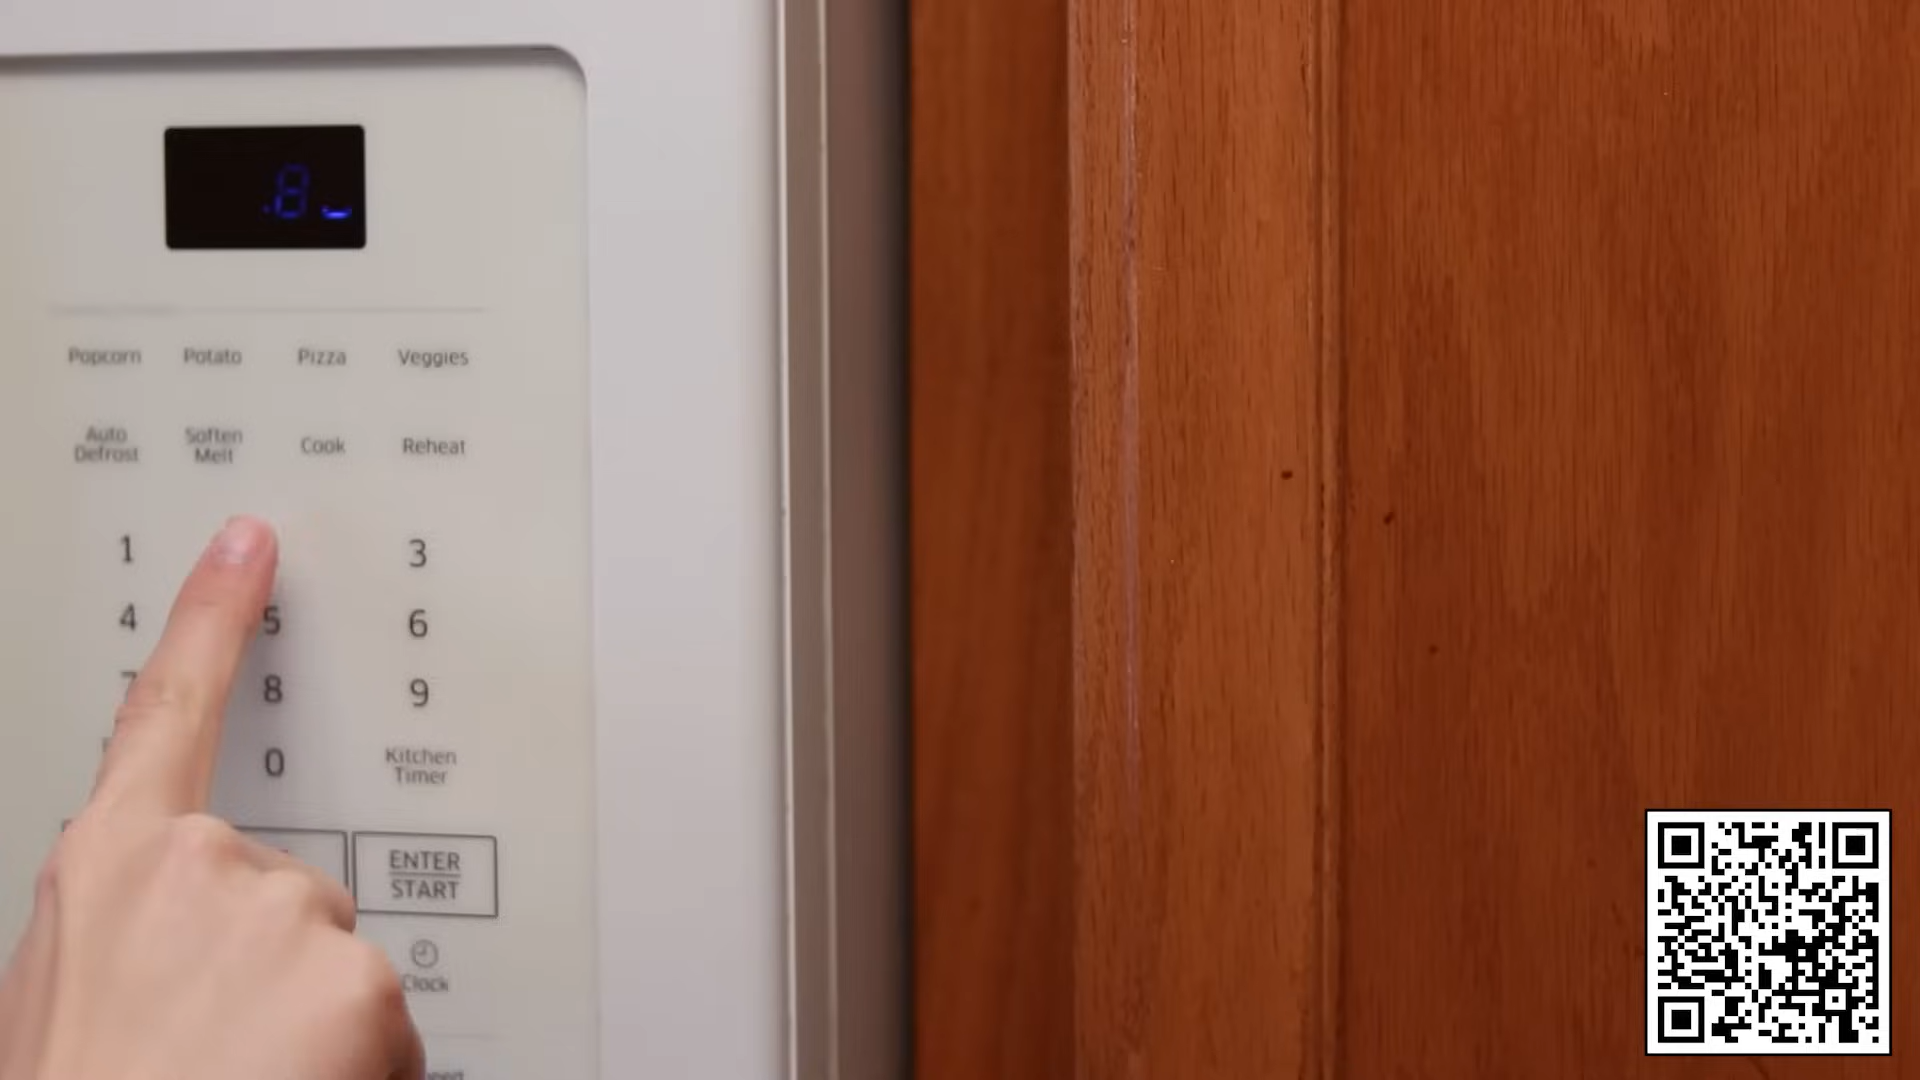 Popcorn Potato Pizza Veggies
Auto Defrost Soften Melt Cook Reheat
1 3
4 5 6
7 8 9
0 Kitchen Timer
ENTER
START
Clock